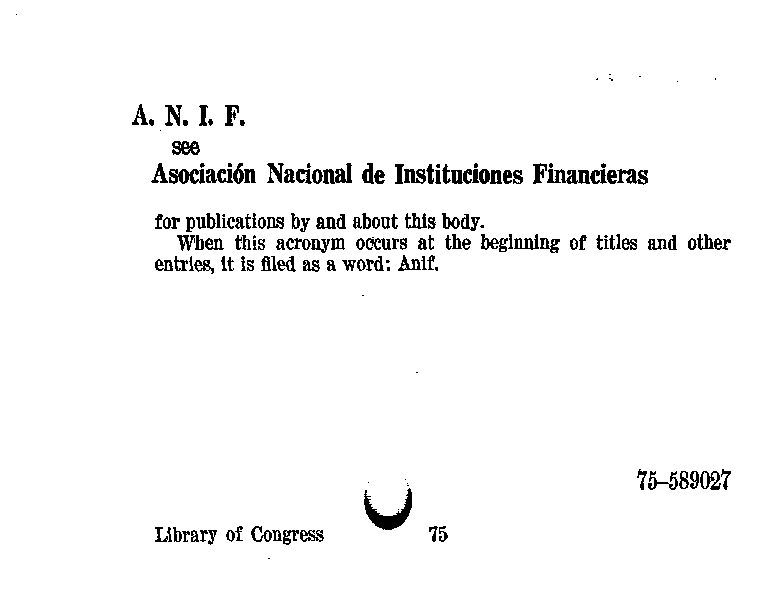 A. N. I. F.
see
Asociación Nacional de Instituciones Financieras
for publications by and about this body.
When this acronym occurs at the beginning of titles and other
entries, it is filed as a word: Anif.
75–589027
Library of Congress 75